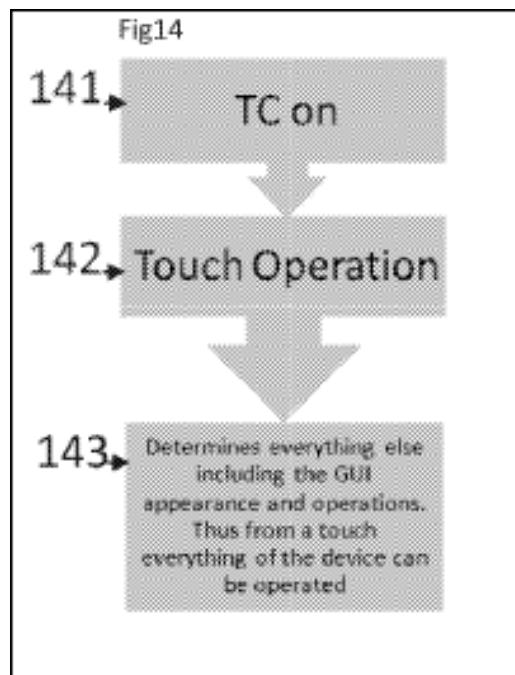 Fig14
141
TC on
142
Touch Operation
143
Determines everything else
including the GUI
appearance and operations.
Thus from a touch
everything of the device can
be operated